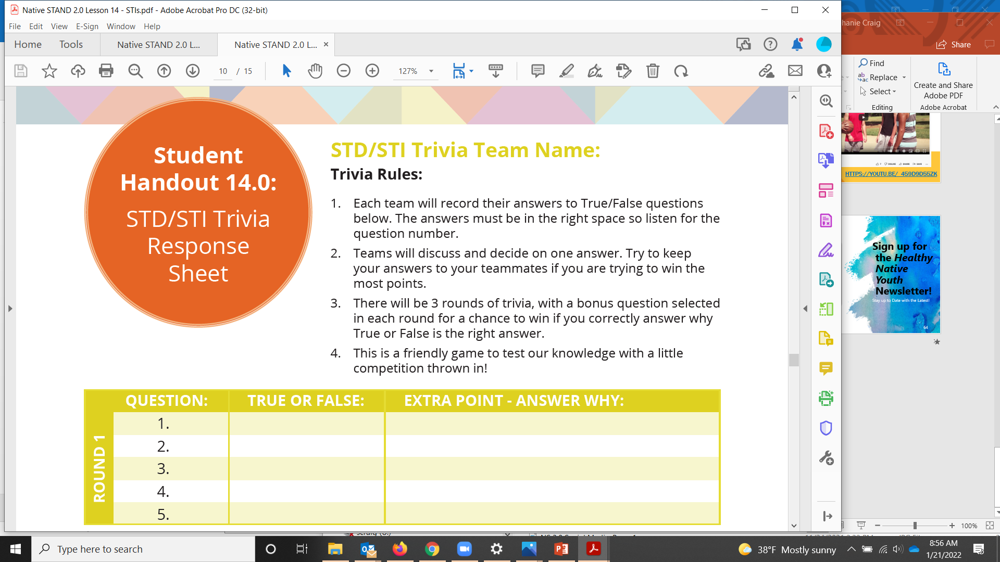 Native STAND 2.0 Lesson 14 - STIs.pdf - Adobe Acrobat Pro DC (32-bit)
File Edit View E-Sign Window Help
Home Tools Native STAND 2.0 L... Native STAND 2.0 L... ×
10 / 15 127%
Student
Handout 14.0:
STD/STI Trivia
Response
Sheet
STD/STI Trivia Team Name:
Trivia Rules:
1. Each team will record their answers to True/False questions
below. The answers must be in the right space so listen for the
question number.
2. Teams will discuss and decide on one answer. Try to keep
your answers to your teammates if you are trying to win the
most points.
3. There will be 3 rounds of trivia, with a bonus question selected
in each round for a chance to win if you correctly answer why
True or False is the right answer.
4. This is a friendly game to test our knowledge with a little
competition thrown in!
QUESTION: TRUE OR FALSE: EXTRA POINT - ANSWER WHY:
ROUND 1
1.
2.
3.
4.
5.
hanie Craig
Share
Find
Replace
Select
Editing
Create and Share
Adobe PDF
Adobe Acrobat
HTTPS://YOUTU.BE/_459D9D55ZK
Sign up for
the Healthy
Native
Youth
Newsletter!
Stay up to Date with the Latest!
64
100%
Type here to search
38°F Mostly sunny
8:56 AM
1/21/2022